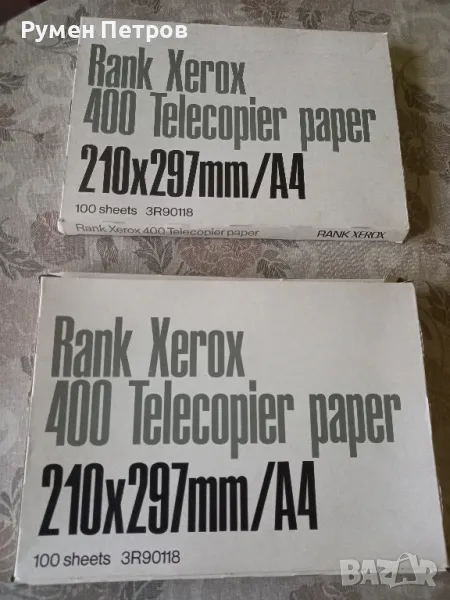 Румен Петров
Rank Xerox
400 Telecopier paper
210x297mm/A4
100 sheets 3R90118
Rank Xerox 400 Telecopier paper RANK XEROX
Rank Xerox
400 Telecopier paper
210x297mm/A4
100 sheets 3R90118
BAZAR